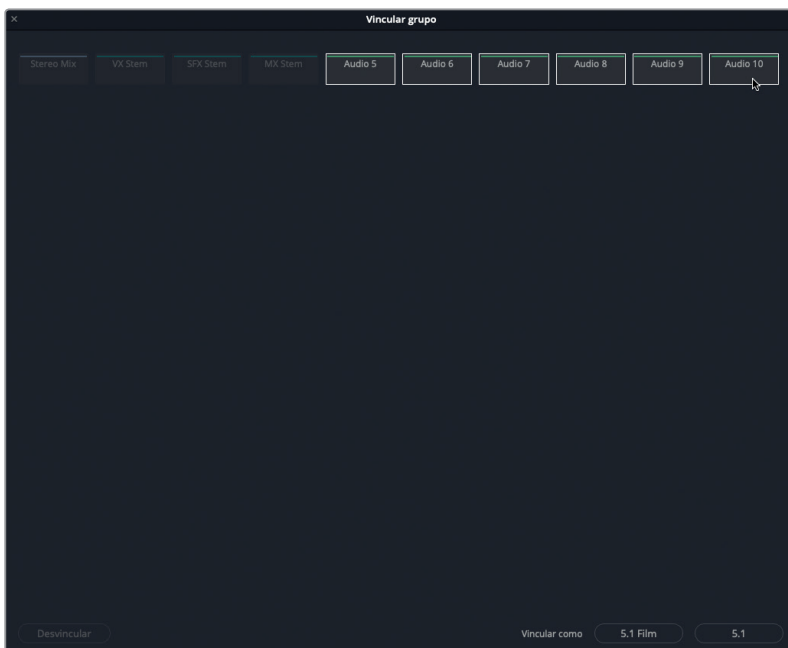 Vincular grupo
Stereo Mix VX Stem SFX Stem MX Stem Audio 5 Audio 6 Audio 7 Audio 8 Audio 9 Audio 10
Desvincular Vincular como 5.1 Film 5.1